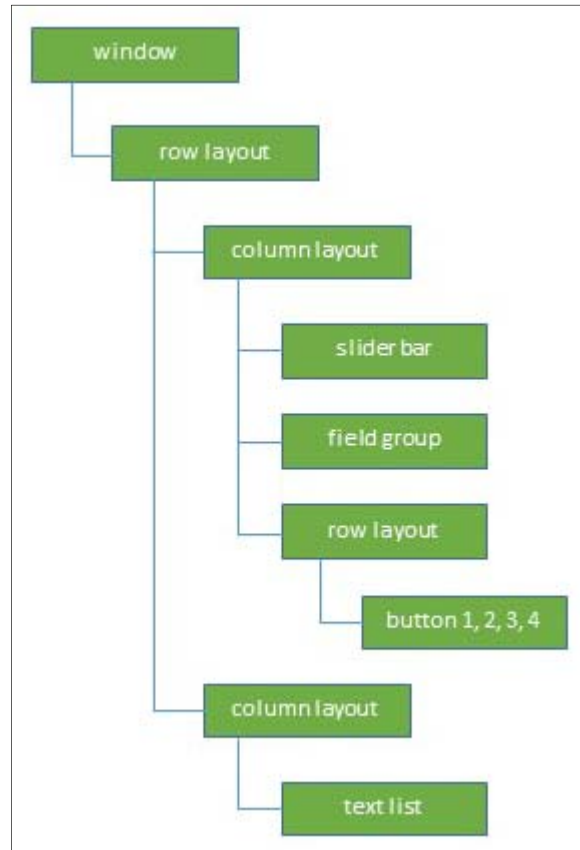 window
row layout
column layout
slider bar
field group
row layout
button 1, 2, 3, 4
column layout
text list